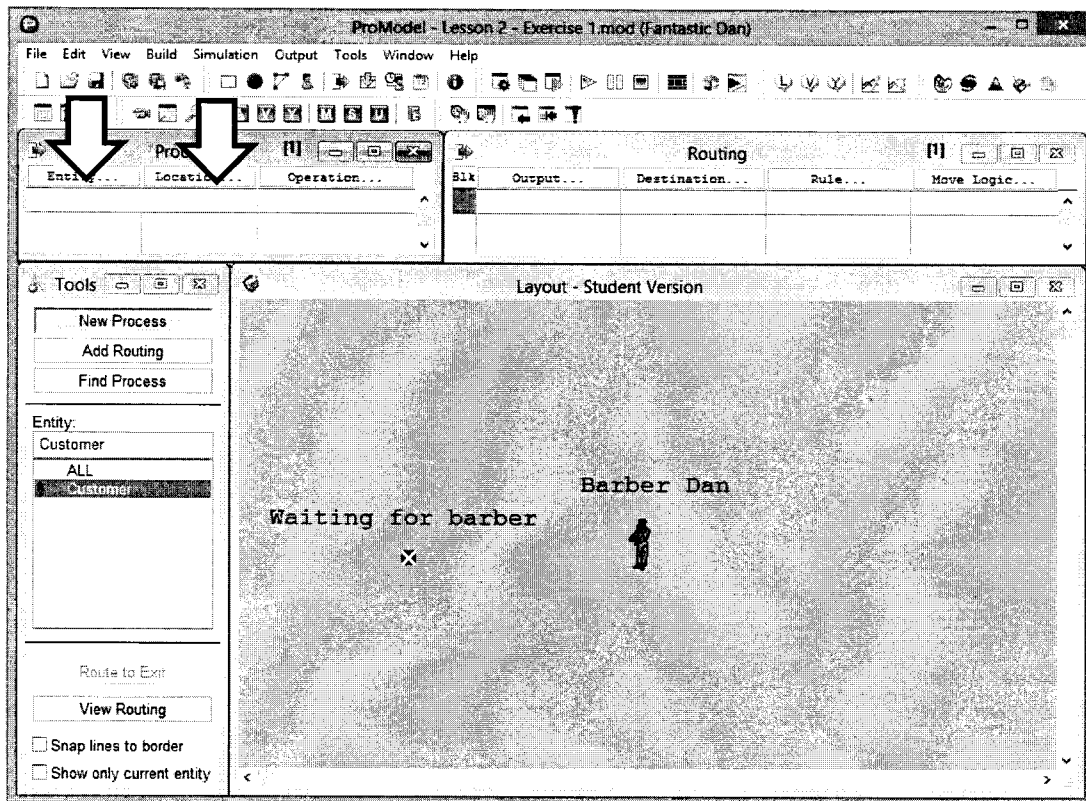 ProModel - Lesson 2 - Exercise 1.mod (Fantastic Dan)
File Edit View Build Simulation Output Tools Window Help
[1] Routing [1]
Location... Operation... Blk Output... Destination... Rule... Move Logic...
Tools Layout - Student Version
New Process
Add Routing
Find Process
Entity:
Customer
ALL
Customer
Barber Dan
Waiting for barber
Route to Exit
View Routing
Snap lines to border
Show only current entity